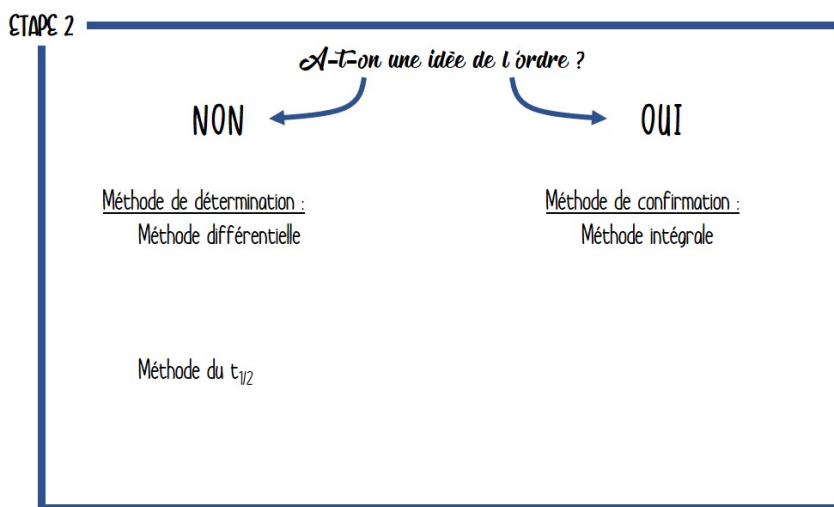 ETAPE 2
A-t-on une idée de l'ordre ?
NON
OUI
Méthode de détermination :
Méthode différentielle
Méthode de confirmation :
Méthode intégrale
Méthode du t1/2